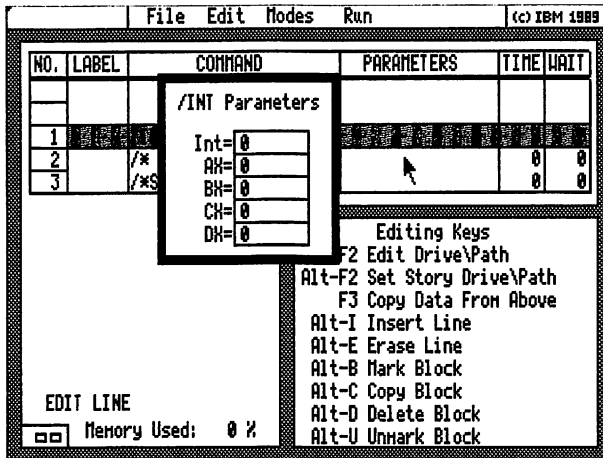 File Edit Modes Run (c) IBM 1989
NO. LABEL COMMAND PARAMETERS TIME WAIT
/INT Parameters
1
Int= 0
2 /* 0 0
AX= 0
3 /*S 0 0
BX= 0
CX= 0
DX= 0
Editing Keys
F2 Edit Drive\Path
Alt-F2 Set Story Drive\Path
F3 Copy Data From Above
Alt-I Insert Line
Alt-E Erase Line
Alt-B Mark Block
Alt-C Copy Block
Alt-D Delete Block
Alt-U Unmark Block
EDIT LINE
Memory Used: 0 %